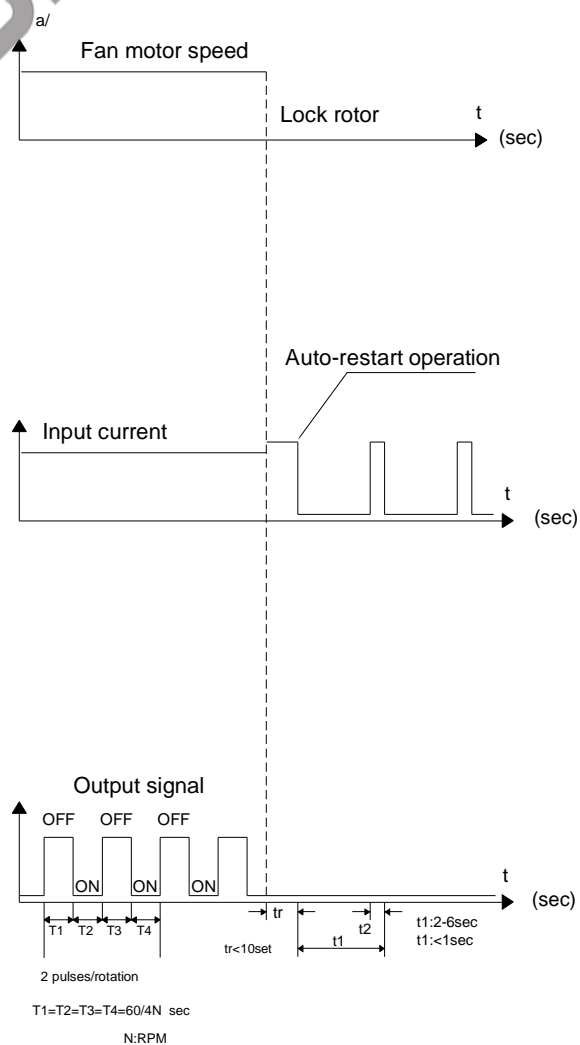 a/
Fan motor speed
Lock rotor
t
(sec)
Auto-restart operation
Input current
t
(sec)
Output signal
OFF OFF OFF
ON ON ON
t
(sec)
T1 T2 T3 T4
tr
t2
t1
t1:2-6sec
t1:<1sec
tr<10set
2 pulses/rotation
T1=T2=T3=T4=60/4N sec
N:RPM